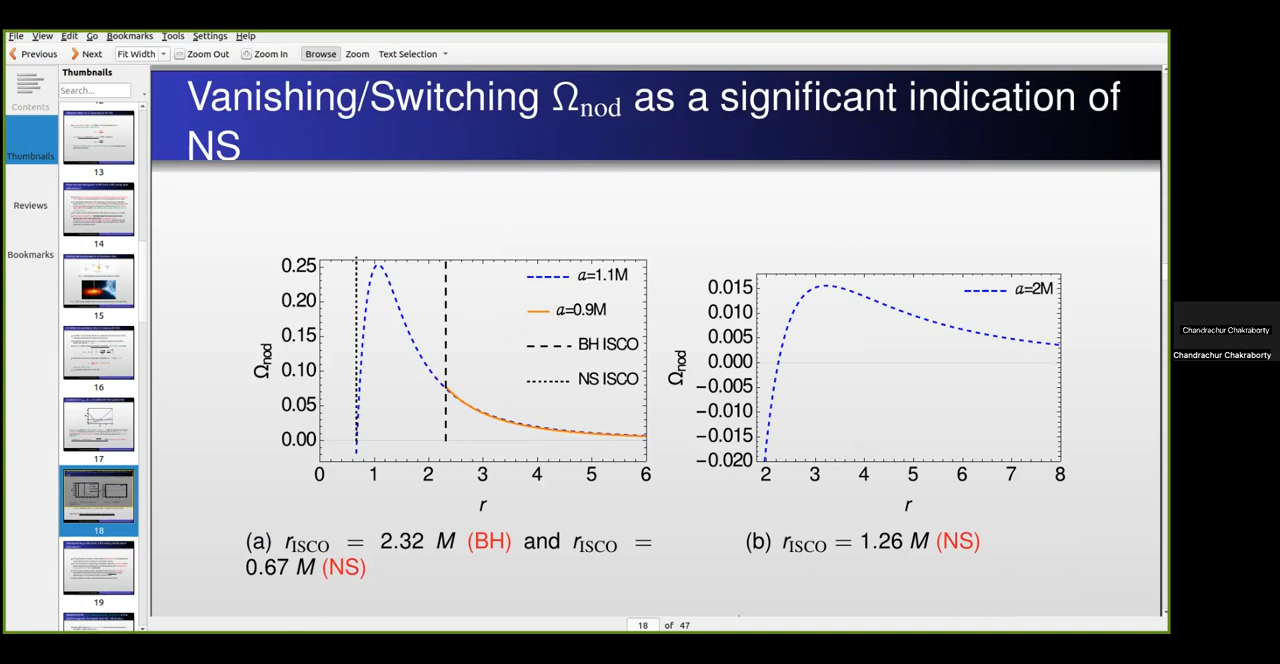 File View Edit Go Bookmarks Tools Settings Help
Previous Next Fit Width Zoom Out Zoom In Browse Zoom Text Selection
Contents
Thumbnails
Reviews
Bookmarks
Thumbnails
Search...
13
14
15
16
17
18
19
Vanishing/Switching Ωnod as a significant indication of
NS
Ωnod
0.25
0.20
0.15
0.10
0.05
0.00
0 1 2 3 4 5 6
r
a=1.1M
a=0.9M
BH ISCO
NS ISCO
(a) rISCO = 2.32 M (BH) and rISCO =
0.67 M (NS)
Ωnod
0.015
0.010
0.005
0.000
−0.005
−0.010
−0.015
−0.020
2 3 4 5 6 7 8
r
a=2M
(b) rISCO = 1.26 M (NS)
18 of 47
Chandrachur Chakraborty
Chandrachur Chakraborty